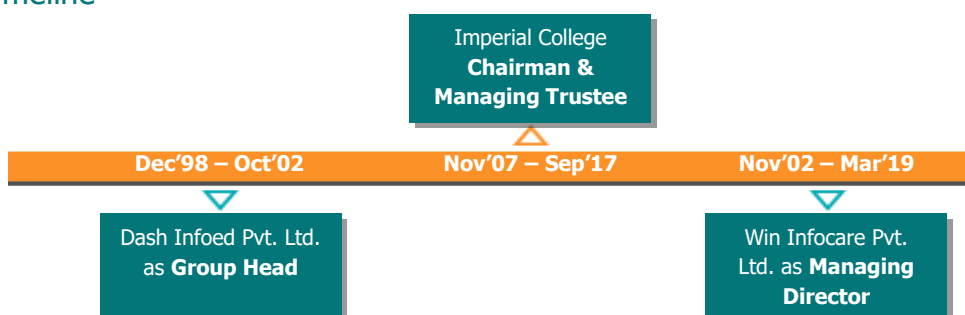 meline
Imperial College
Chairman &
Managing Trustee
Dec'98 – Oct'02
Nov'07 – Sep'17
Nov'02 – Mar'19
Dash Infoed Pvt. Ltd.
as Group Head
Win Infocare Pvt.
Ltd. as Managing
Director